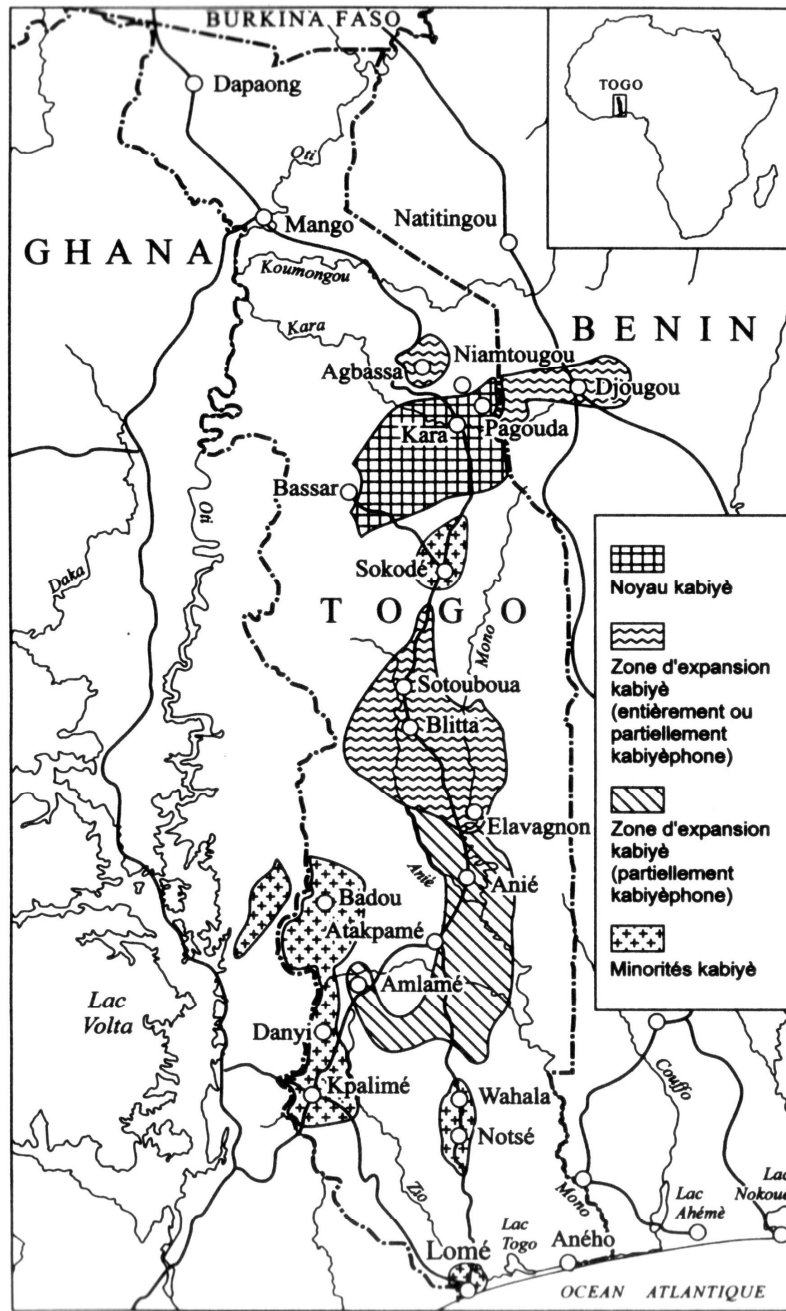 BURKINA FASO
TOGO
Dapaong
Oti
Mango
Natitingou
GHANA
Koumongou
BENIN
Kara
Niamtougou
Agbassa
Djougou
Pagouda
Kara
Bassar
Oti
Sokodé
Daka
TOGO
Mono
Sotouboua
Blitta
Elavagnon
Anié
Anié
Badou
Atakpamé
Amlamé
Lac
Volta
Danyi
Kpalimé
Wahala
Notsé
Couffo
Zio
Mono
Lac
Togo
Lac
Ahémè
Lac
Nokoué
Lomé
Aného
OCEAN ATLANTIQUE
Noyau kabiyè
Zone d'expansion
kabiyè
(entièrement ou
partiellement
kabiyèphone)
Zone d'expansion
kabiyè
(partiellement
kabiyèphone)
Minorités kabiyè